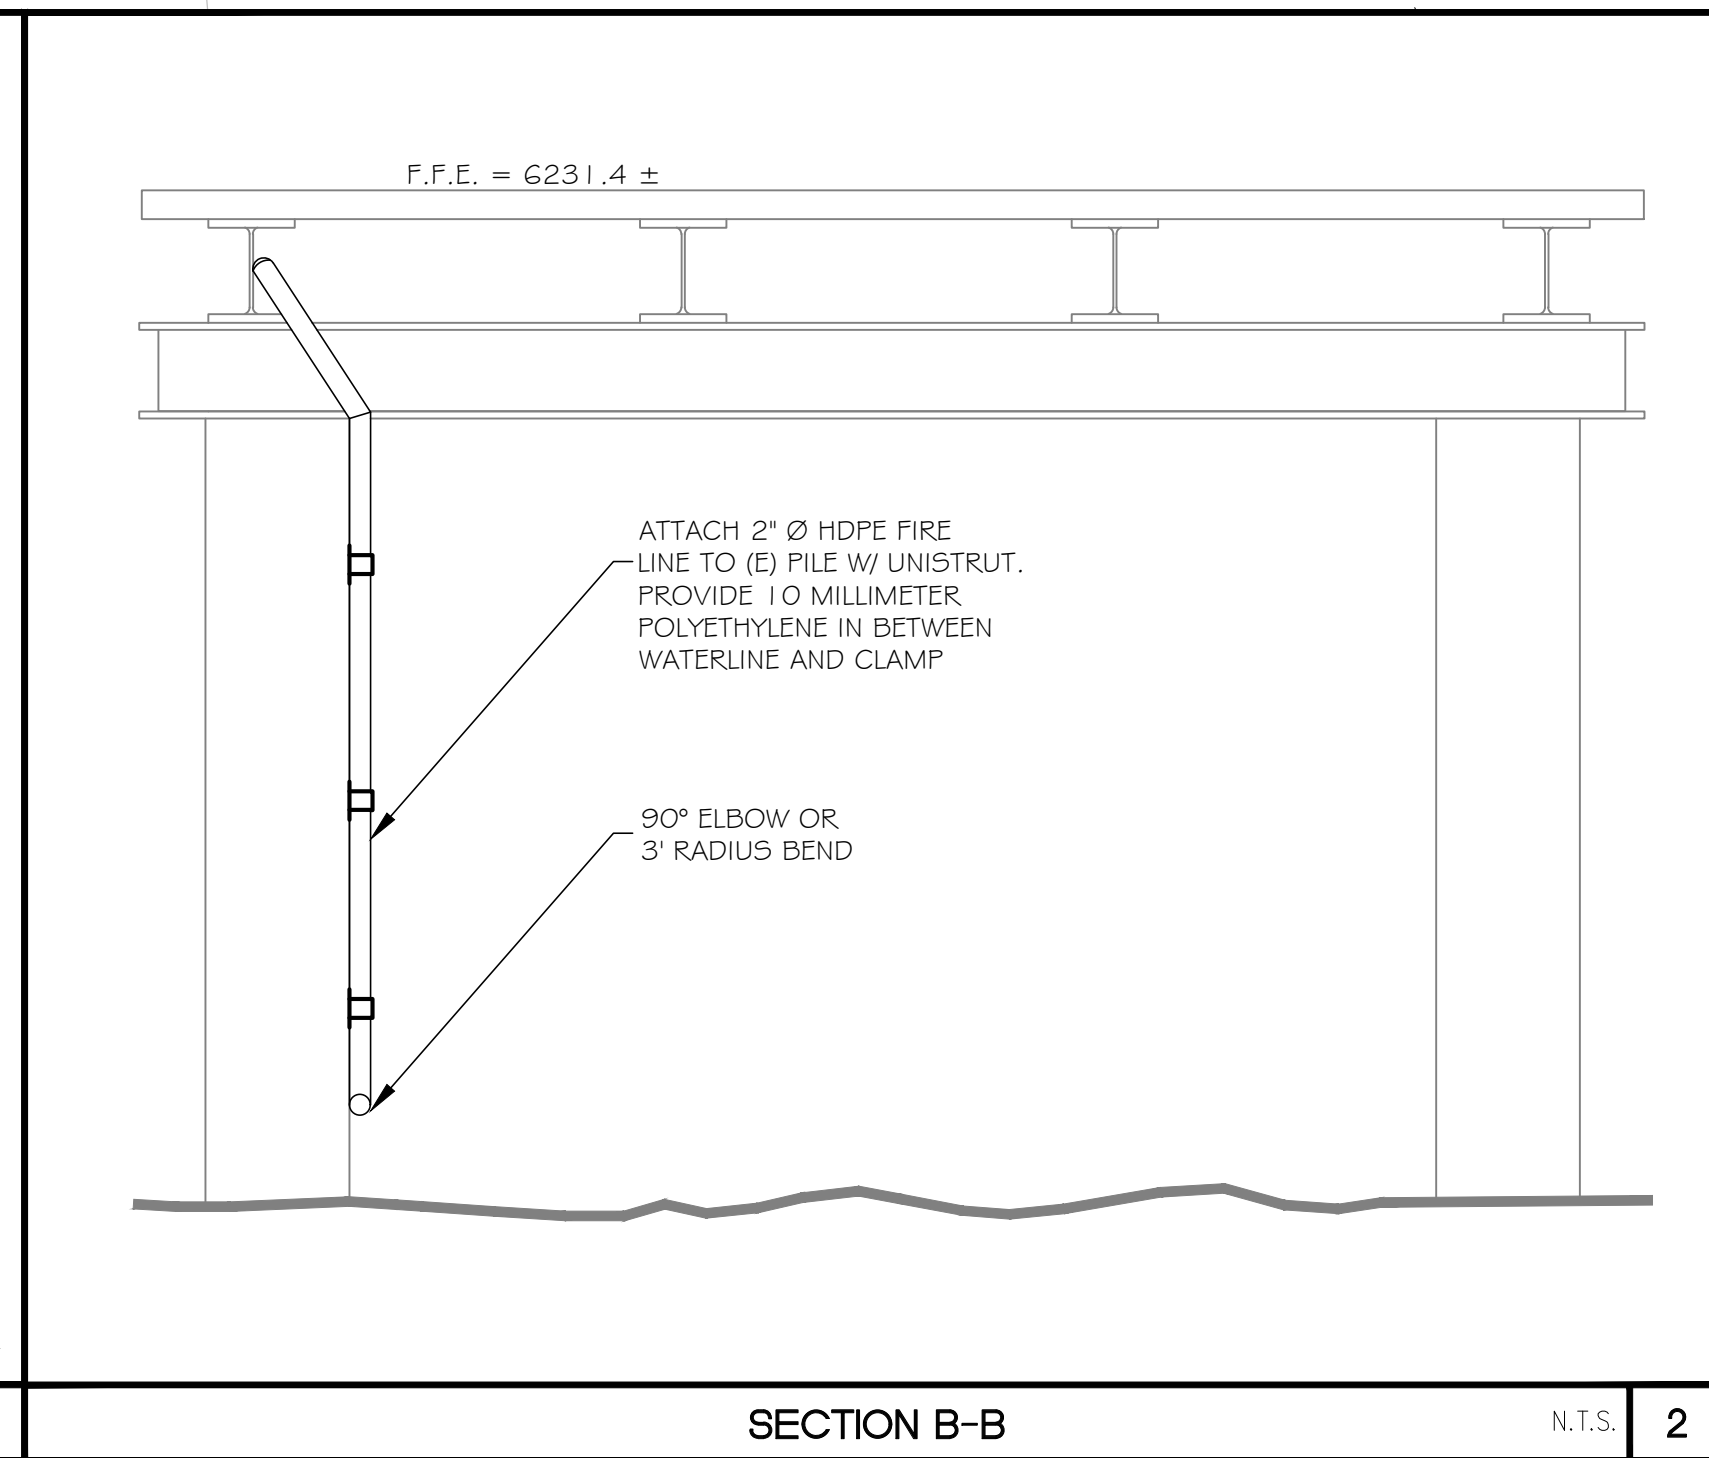 F.F.E. = 6231.4 ±
ATTACH 2" Ø HDPE FIRE
LINE TO (E) PILE W/ UNISTRUT.
PROVIDE 10 MILLIMETER
POLYETHYLENE IN BETWEEN
WATERLINE AND CLAMP
90° ELBOW OR
3' RADIUS BEND
SECTION B-B
N.T.S.
2